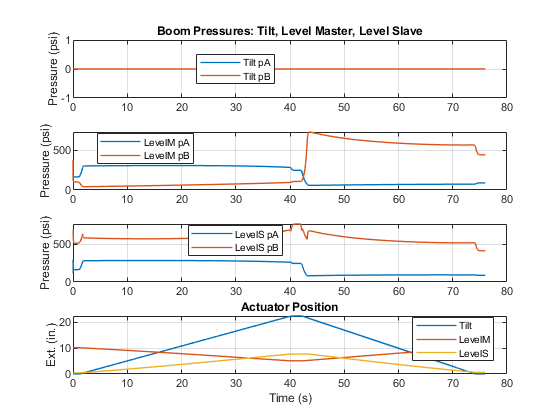 Boom Pressures: Tilt, Level Master, Level Slave
Pressure (psi)
1
0
-1
Tilt pA
Tilt pB
0 10 20 30 40 50 60 70 80
Pressure (psi)
500
0
LevelM pA
LevelM pB
0 10 20 30 40 50 60 70 80
Pressure (psi)
500
0
LevelS pA
LevelS pB
0 10 20 30 40 50 60 70 80
Actuator Position
Ext. (in.)
20
10
0
Tilt
LevelM
LevelS
0 10 20 30 40 50 60 70 80
Time (s)